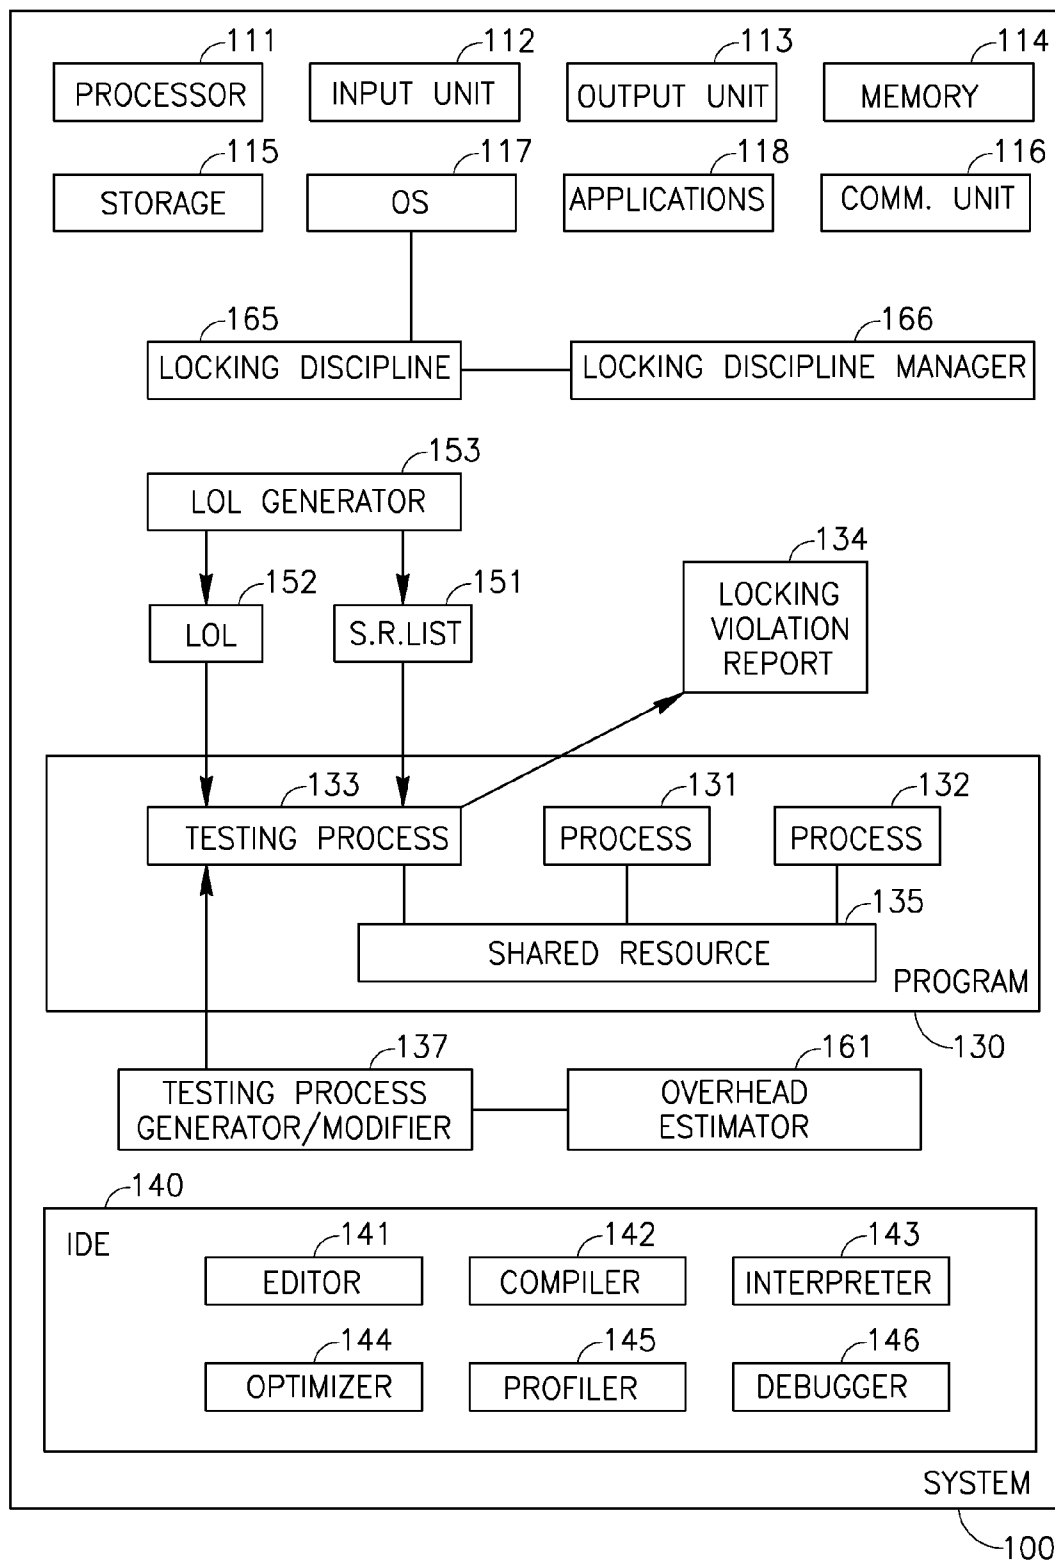 111
112
113
114
PROCESSOR
INPUT UNIT
OUTPUT UNIT
MEMORY
115
117
118
116
STORAGE
OS
APPLICATIONS
COMM. UNIT
165
166
LOCKING DISCIPLINE
LOCKING DISCIPLINE MANAGER
153
LOL GENERATOR
134
LOCKING
VIOLATION
REPORT
152
151
LOL
S.R.LIST
133
131
132
TESTING PROCESS
PROCESS
PROCESS
135
SHARED RESOURCE
PROGRAM
130
137
161
TESTING PROCESS
GENERATOR/MODIFIER
OVERHEAD
ESTIMATOR
140
IDE
141
142
143
EDITOR
COMPILER
INTERPRETER
144
145
146
OPTIMIZER
PROFILER
DEBUGGER
SYSTEM
100